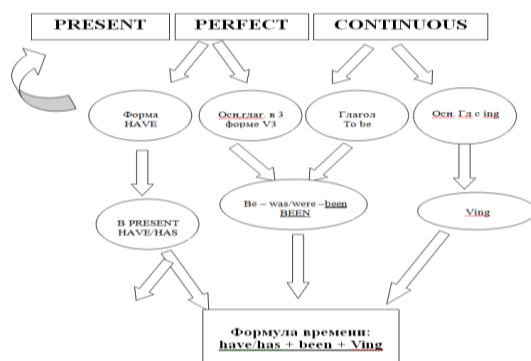 PRESENT
PERFECT
CONTINUOUS
Форма
HAVE
Осн.глаг. в 3
форме V3
Глагол
To be
Осн. Гл с ing
В PRESENT
HAVE/HAS
Be – was/were –been
BEEN
Ving
Формула времени:
have/has + been + Ving